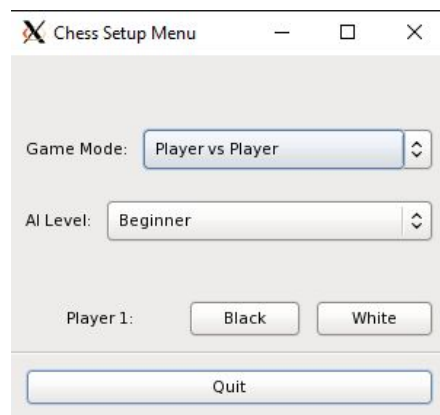 Chess Setup Menu
Game Mode: Player vs Player
AI Level: Beginner
Player 1: Black White
Quit